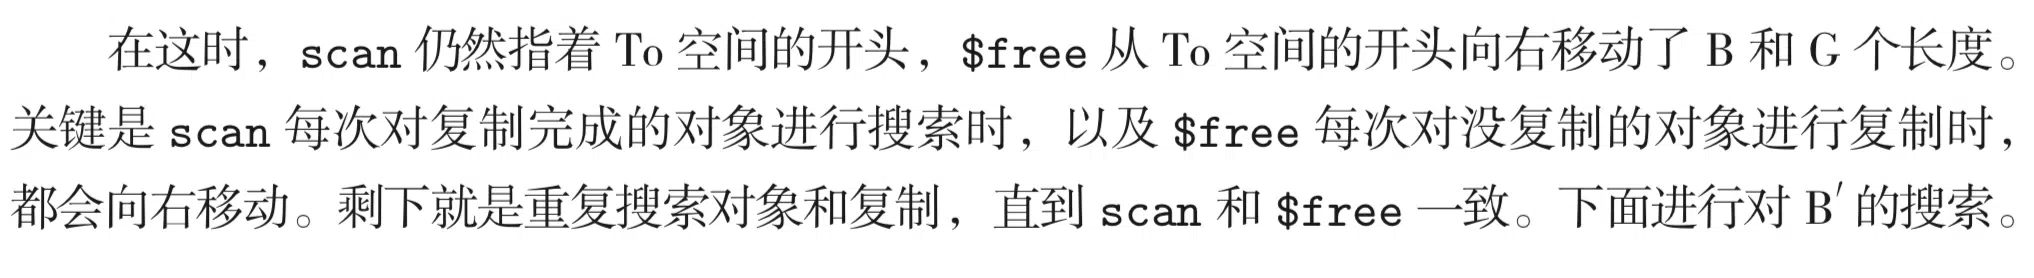 在这时，scan 仍然指着 To 空间的开头，$free 从 To 空间的开头向右移动了 B 和 G 个长度。
关键是 scan 每次对复制完成的对象进行搜索时，以及 $free 每次对没复制的对象进行复制时，
都会向右移动。剩下就是重复搜索对象和复制，直到 scan 和 $free 一致。下面进行对 B′ 的搜索。